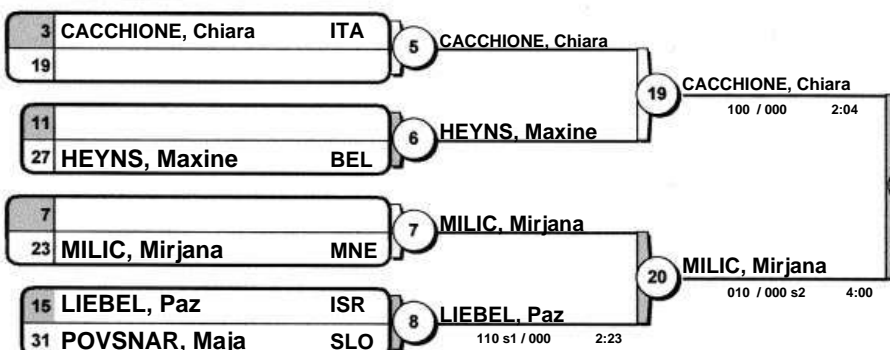 3 CACCHIONE, Chiara ITA
19
5 CACCHIONE, Chiara
11
27 HEYNS, Maxine BEL
6 HEYNS, Maxine
19 CACCHIONE, Chiara
100 / 000 2:04
7
23 MILIC, Mirjana MNE
7 MILIC, Mirjana
15 LIEBEL, Paz ISR
31 POVSNAR, Maja SLO
8 LIEBEL, Paz
110 s1 / 000 2:23
20 MILIC, Mirjana
010 / 000 s2 4:00